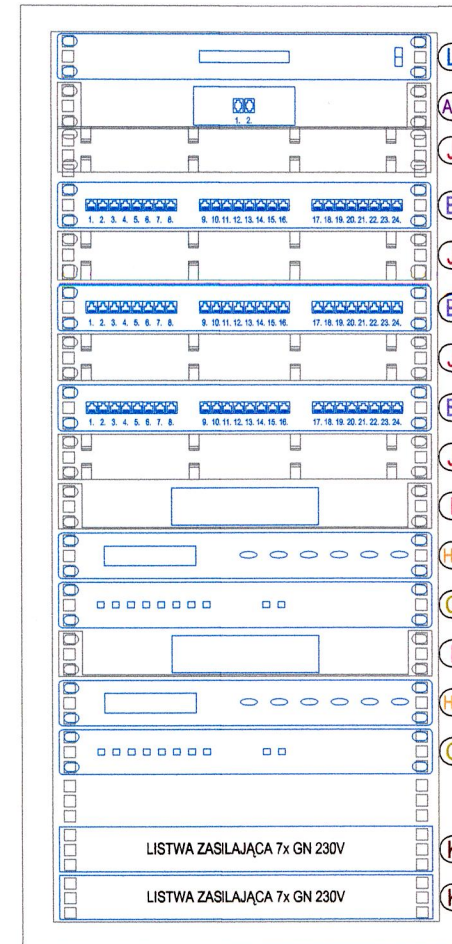 L
A
1. 2.
J
1. 2. 3. 4. 5. 6. 7. 8. 9. 10. 11. 12. 13. 14. 15. 16. 17. 18. 19. 20. 21. 22. 23. 24.
J
1. 2. 3. 4. 5. 6. 7. 8. 9. 10. 11. 12. 13. 14. 15. 16. 17. 18. 19. 20. 21. 22. 23. 24.
J
1. 2. 3. 4. 5. 6. 7. 8. 9. 10. 11. 12. 13. 14. 15. 16. 17. 18. 19. 20. 21. 22. 23. 24.
J
H
H
LISTWA ZASILAJĄCA 7x GN 230V
K
LISTWA ZASILAJĄCA 7x GN 230V
K